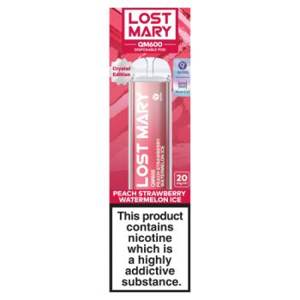 LOST
MARY
QM600
DISPOSABLE POD
Crystal
Edition
LOST MARY
QM600
PEACH STRAWBERRY
WATERMELON ICE
20
PEACH STRAWBERRY
WATERMELON ICE
This product
contains
nicotine which
is a highly
addictive
substance.